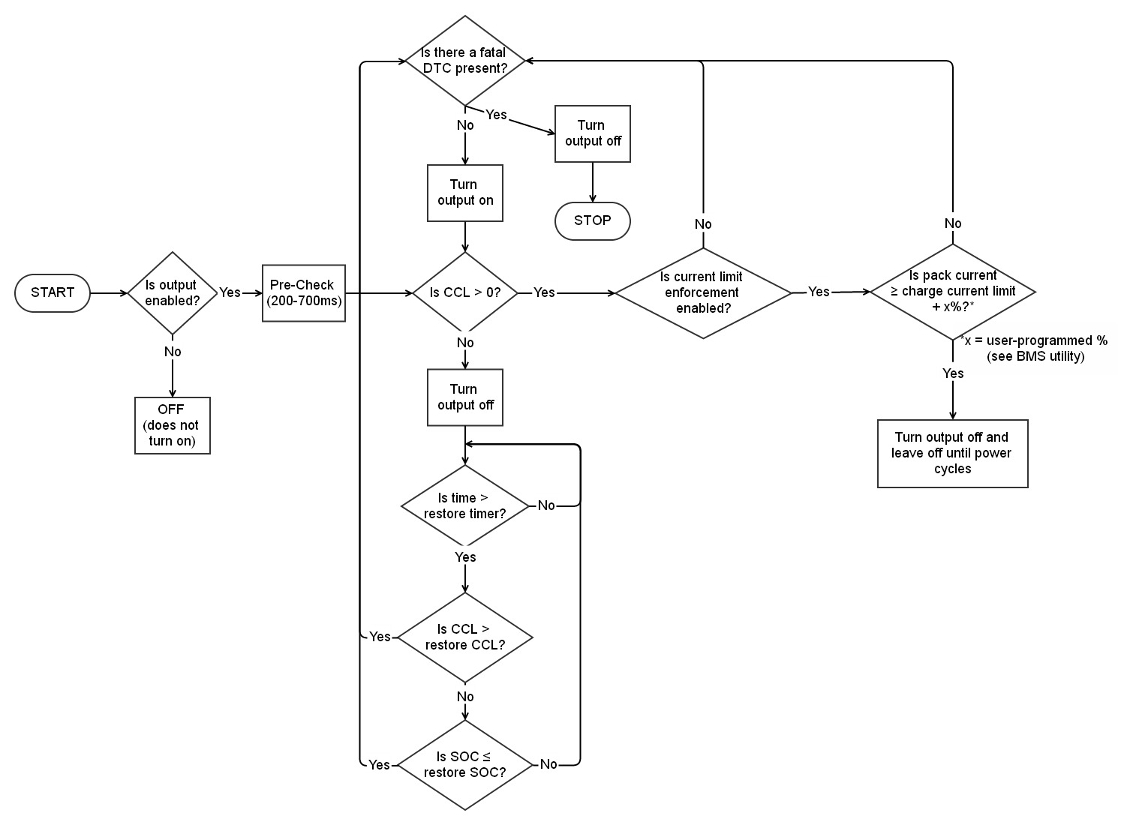 Is there a fatal
DTC present?
Yes
No
Turn
output off
STOP
Turn
output on
START
Is output
enabled?
Yes
No
OFF
(does not
turn on)
Pre-Check
(200-700ms)
Is CCL > 0?
Yes
No
Is current limit
enforcement
enabled?
No
Yes
Is pack current
≥ charge current limit
+ x%?*
No
*x = user-programmed %
(see BMS utility)
Yes
Turn output off and
leave off until power
cycles
Turn
output off
Is time >
restore timer?
No
Yes
Is CCL >
restore CCL?
Yes
No
Is SOC ≤
restore SOC?
Yes
No